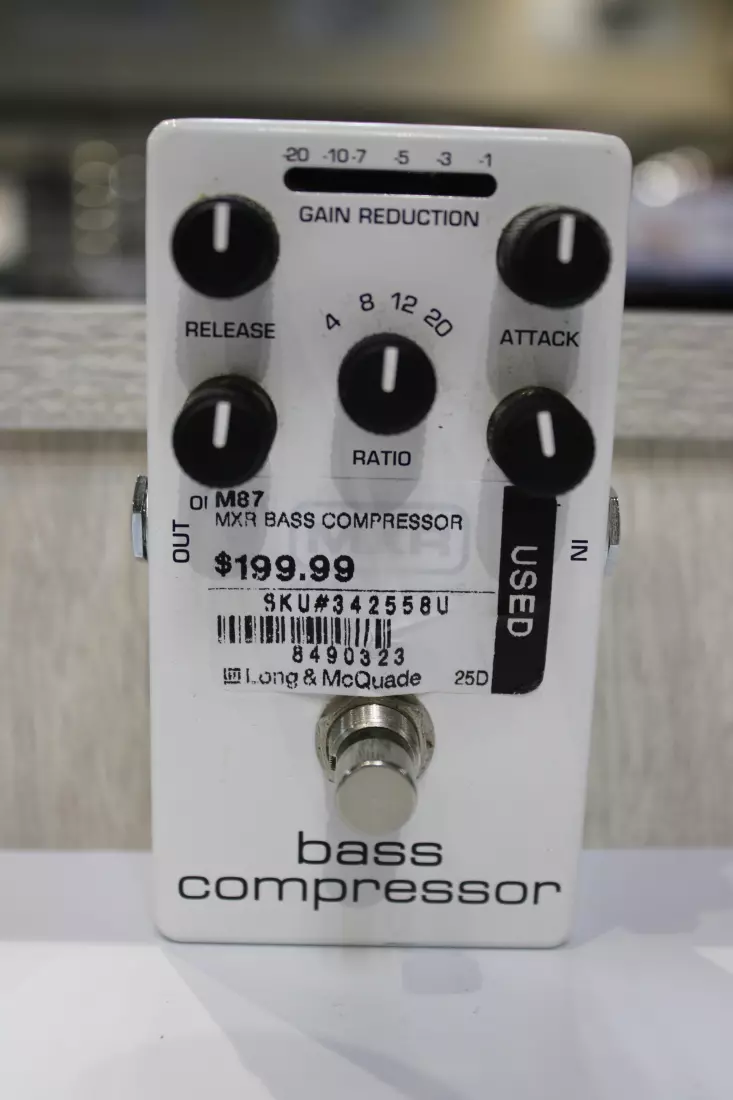 -20 -10 -7 -5 -3 -1
GAIN REDUCTION
4 8 12 20
RELEASE
ATTACK
RATIO
OUT
IN
M87
MXR BASS COMPRESSOR
$199.99
USED
SKU#342558U
8490323
Long & McQuade
25D
bass
compressor